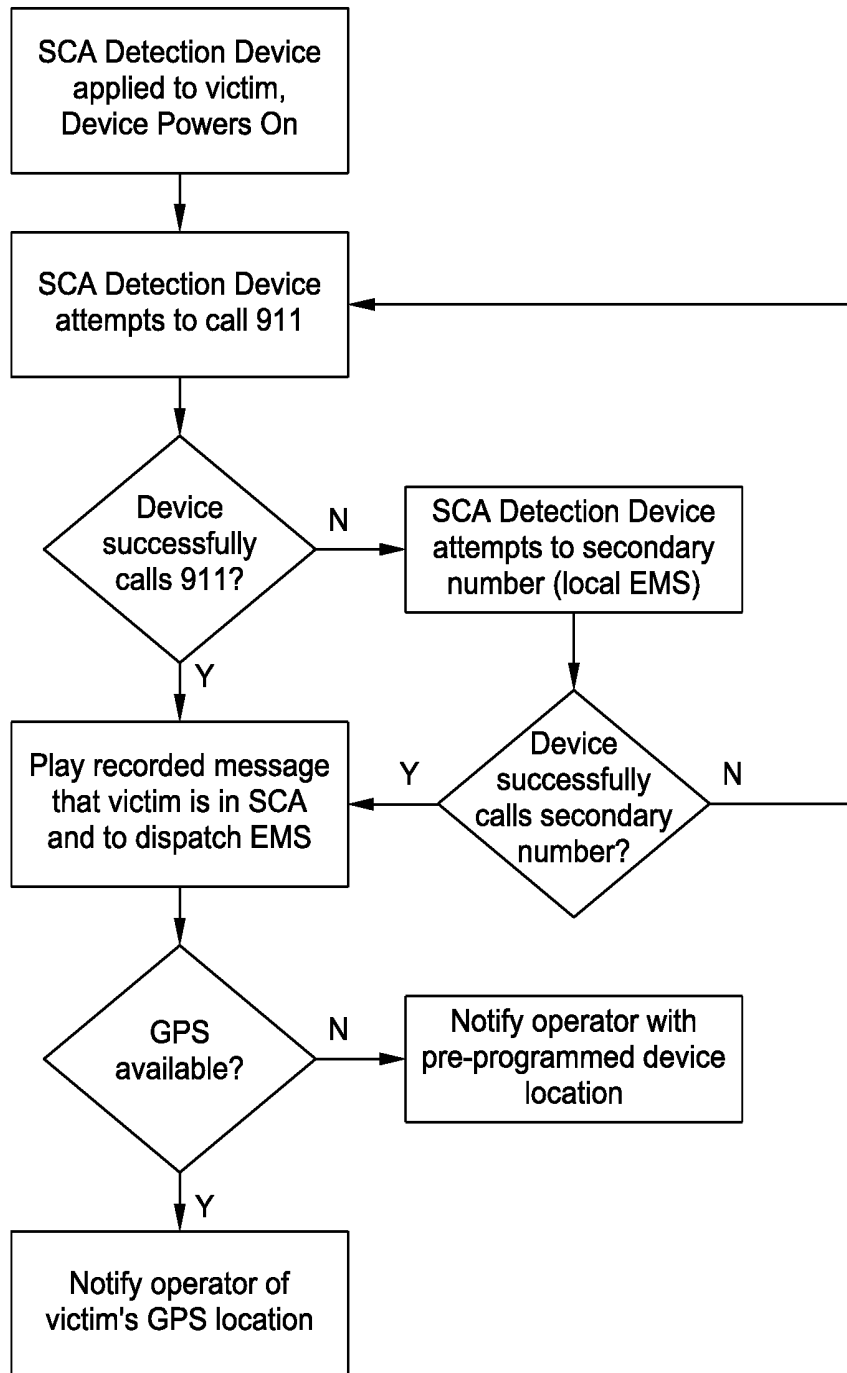 SCA Detection Device
applied to victim,
Device Powers On
SCA Detection Device
attempts to call 911
Device
successfully
calls 911?
N
SCA Detection Device
attempts to secondary
number (local EMS)
Y
Play recorded message
that victim is in SCA
and to dispatch EMS
Y
Device
successfully
calls secondary
number?
N
GPS
available?
N
Notify operator with
pre-programmed device
location
Y
Notify operator of
victim's GPS location